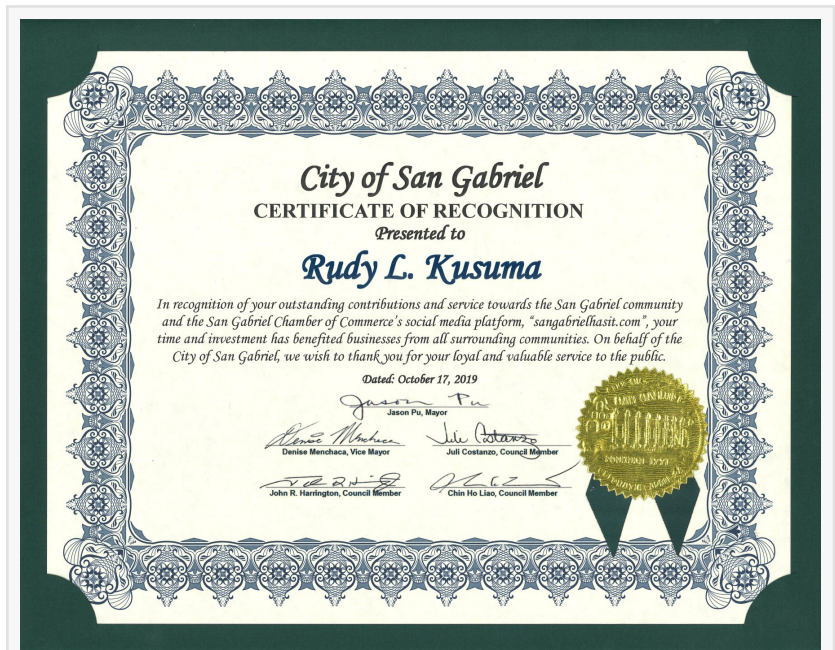 City of San Gabriel
CERTIFICATE OF RECOGNITION
Presented to
Rudy L. Kusuma
In recognition of your outstanding contributions and service towards the San Gabriel community
and the San Gabriel Chamber of Commerce's social media platform, "sangabrielhasit.com", your
time and investment has benefited businesses from all surrounding communities. On behalf of the
City of San Gabriel, we wish to thank you for your loyal and valuable service to the public.
Dated: October 17, 2019
Jason Pu
Jason Pu, Mayor
Denise Menchaca
Juli Costanzo
Denise Menchaca, Vice Mayor
Juli Costanzo, Council Member
John R. Harrington, Council Member
Chin Ho Liao, Council Member